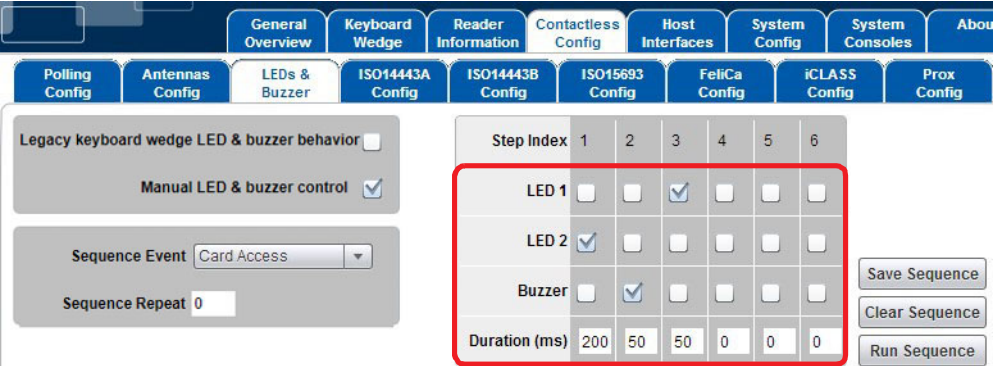 General Overview
Keyboard Wedge
Reader Information
Contactless Config
Host Interfaces
System Config
System Consoles
Abou
Polling Config
Antennas Config
LEDs & Buzzer
ISO14443A Config
ISO14443B Config
ISO15693 Config
FeliCa Config
iCLASS Config
Prox Config
Legacy keyboard wedge LED & buzzer behavior
Manual LED & buzzer control
Sequence Event Card Access
Sequence Repeat 0
Step Index 1 2 3 4 5 6
LED 1
LED 2
Buzzer
Duration (ms) 200 50 50 0 0 0
Save Sequence
Clear Sequence
Run Sequence